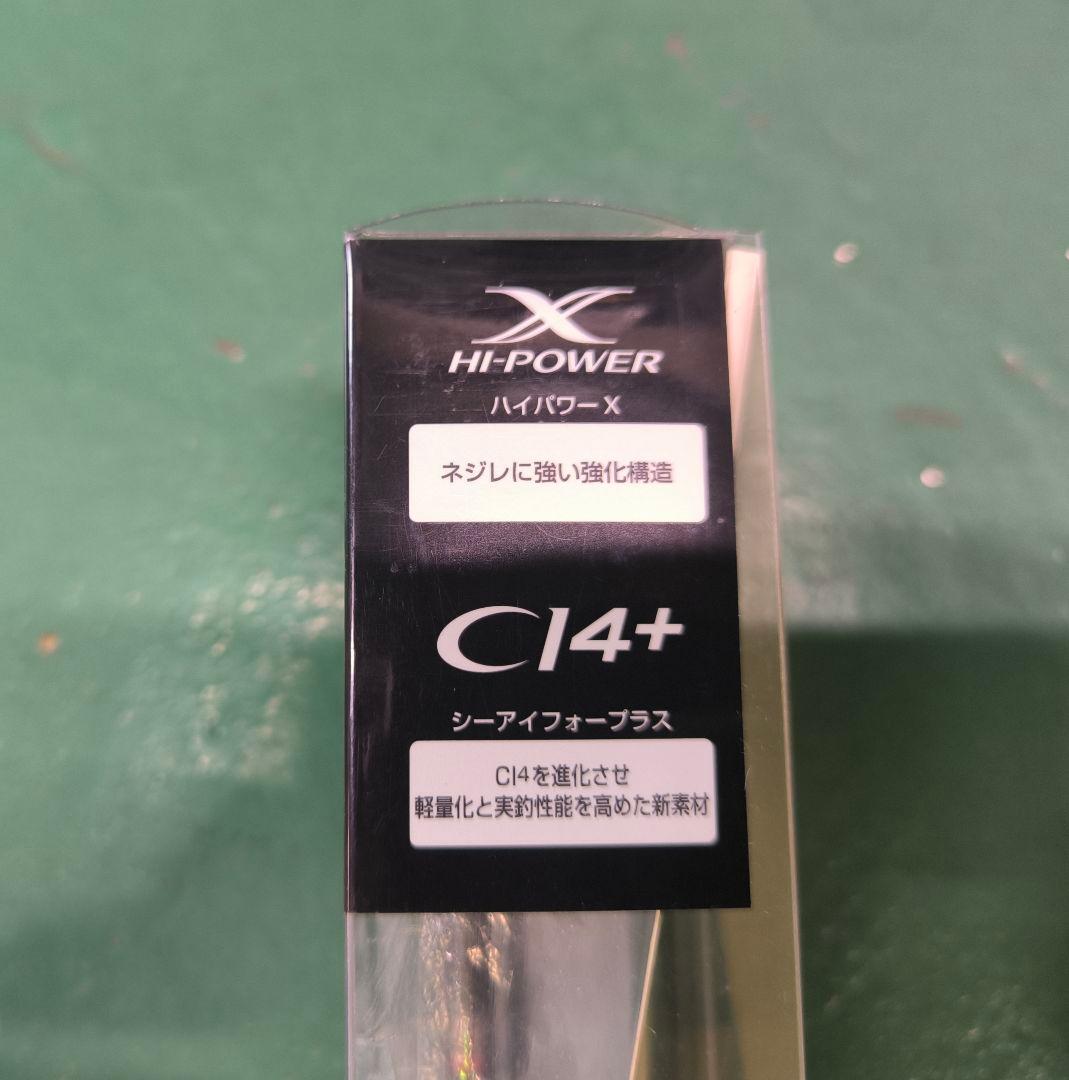 X
HI-POWER
ハイパワーX
ネジレに強い強化構造
CI4+
シーアイフォープラス
CI4を進化させ
軽量化と実釣性能を高めた新素材